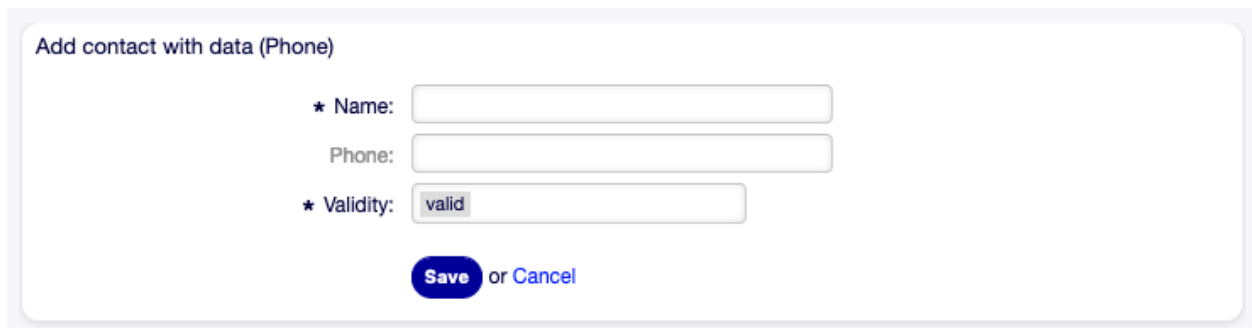 Add contact with data (Phone)
* Name:
Phone:
* Validity: valid
Save or Cancel